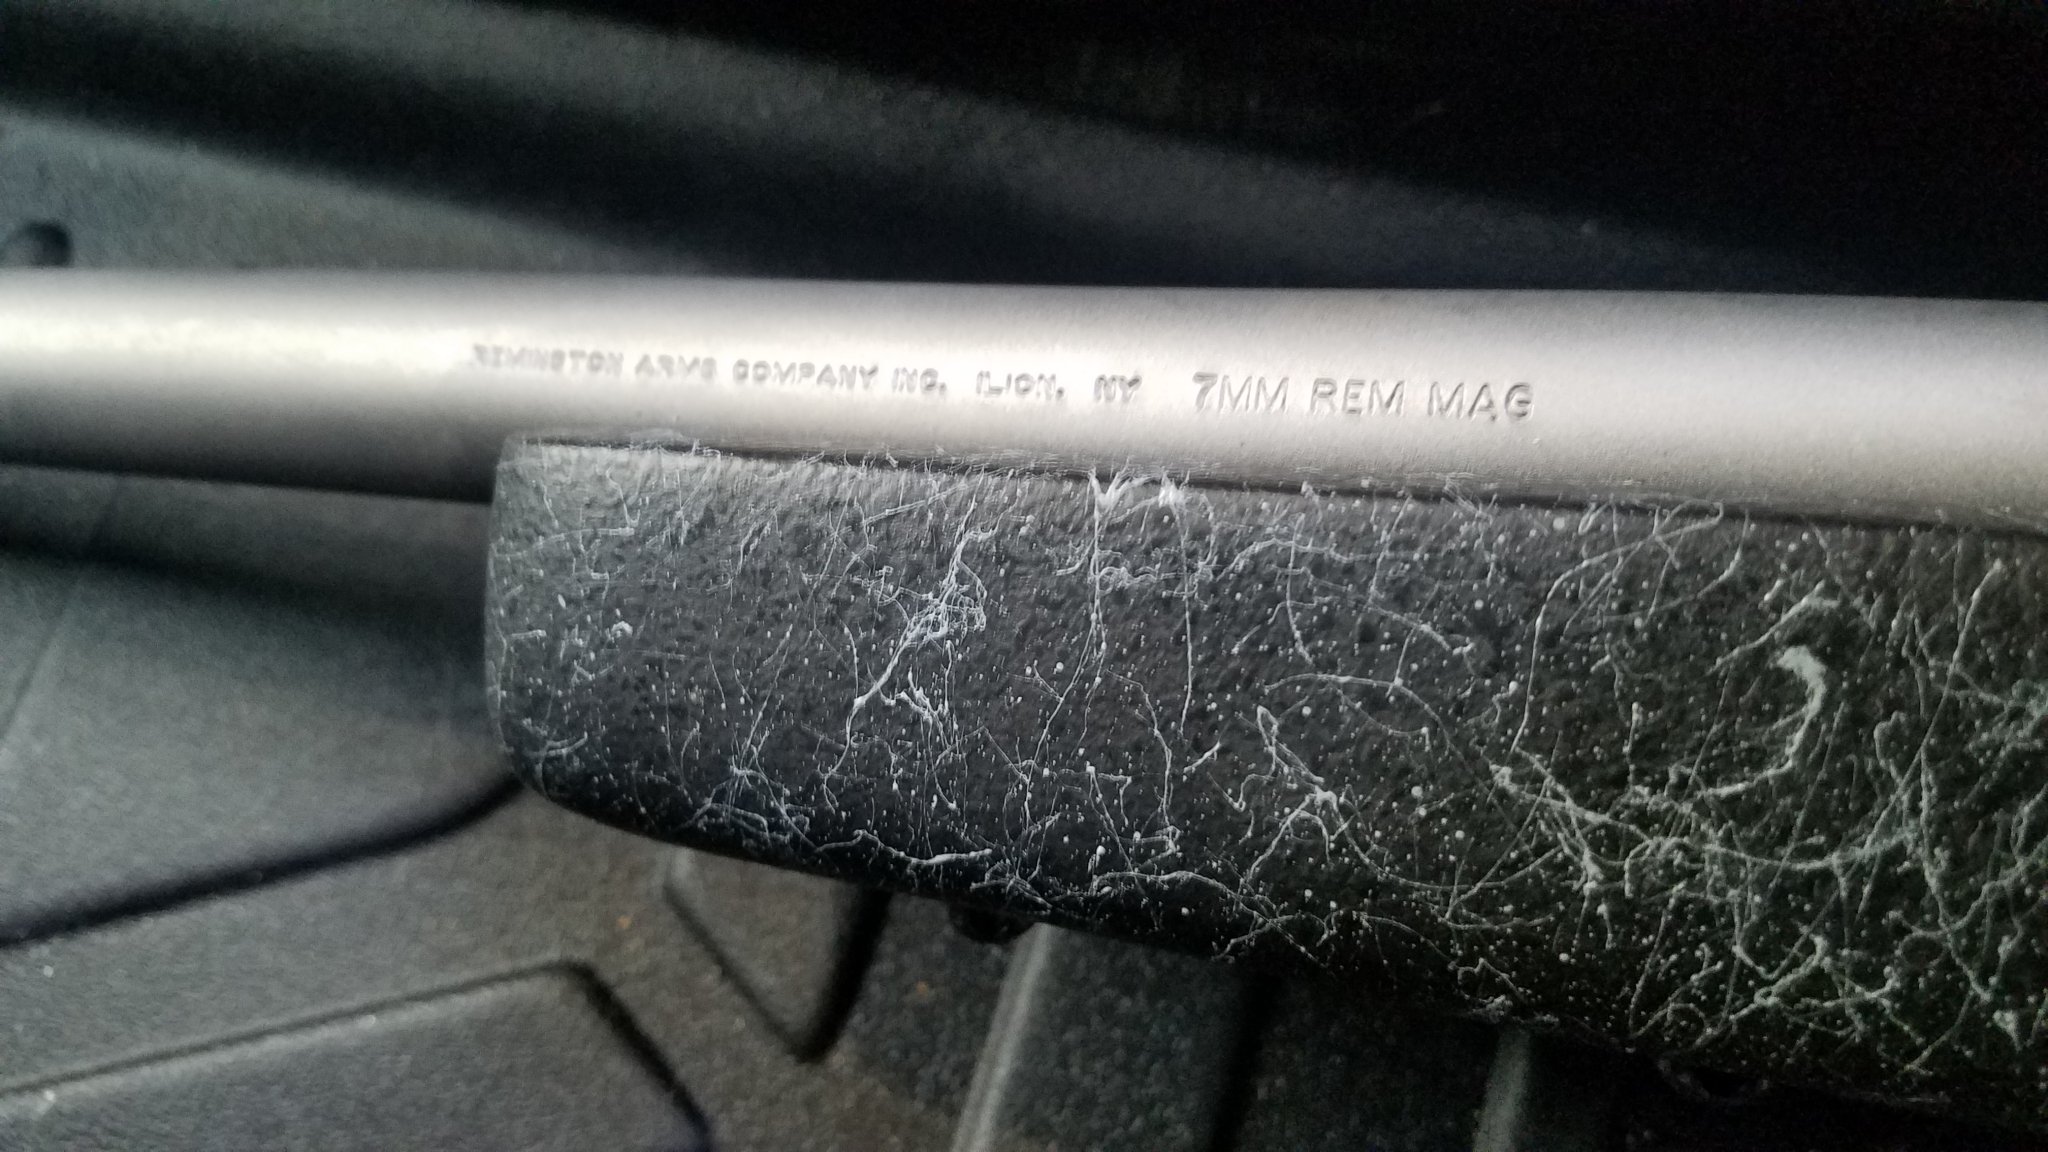 REMINGTON ARMS COMPANY INC. ILION, NY 7MM REM MAG